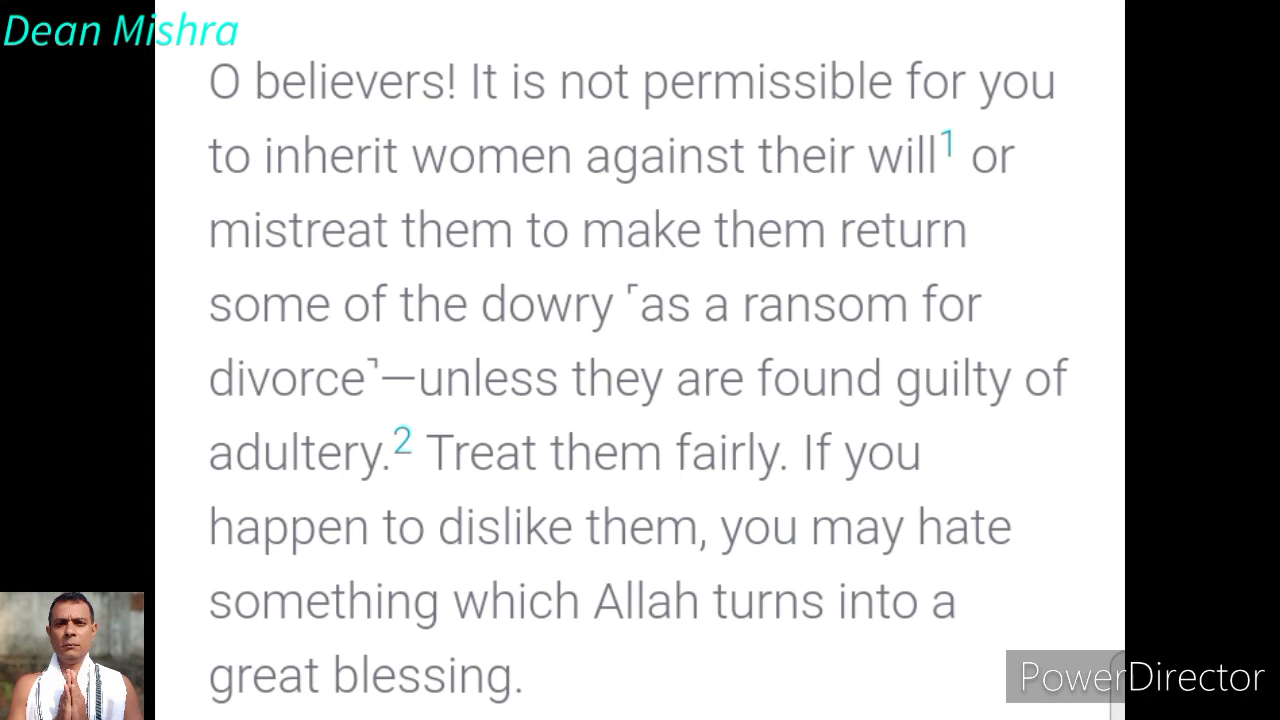 Dean Mishra
O believers! It is not permissible for you
to inherit women against their will¹ or
mistreat them to make them return
some of the dowry ˹as a ransom for
divorce˺—unless they are found guilty of
adultery.² Treat them fairly. If you
happen to dislike them, you may hate
something which Allah turns into a
great blessing.
PowerDirector